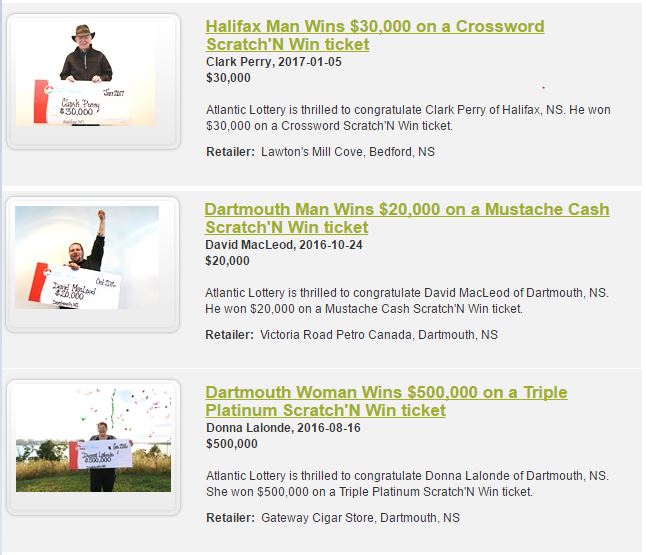 Halifax Man Wins $30,000 on a Crossword
Scratch'N Win ticket
Clark Perry, 2017-01-05
$30,000
Atlantic Lottery is thrilled to congratulate Clark Perry of Halifax, NS. He won
$30,000 on a Crossword Scratch'N Win ticket.
Retailer: Lawton's Mill Cove, Bedford, NS
Jan 2017
Clark Perry
$30,000
Dartmouth Man Wins $20,000 on a Mustache Cash
Scratch'N Win ticket
David MacLeod, 2016-10-24
$20,000
Atlantic Lottery is thrilled to congratulate David MacLeod of Dartmouth, NS.
He won $20,000 on a Mustache Cash Scratch'N Win ticket.
Retailer: Victoria Road Petro Canada, Dartmouth, NS
David MacLeod
$20,000
Dartmouth, NS
Dartmouth Woman Wins $500,000 on a Triple
Platinum Scratch'N Win ticket
Donna Lalonde, 2016-08-16
$500,000
Atlantic Lottery is thrilled to congratulate Donna Lalonde of Dartmouth, NS.
She won $500,000 on a Triple Platinum Scratch'N Win ticket.
Retailer: Gateway Cigar Store, Dartmouth, NS
Donna Lalonde
$500,000